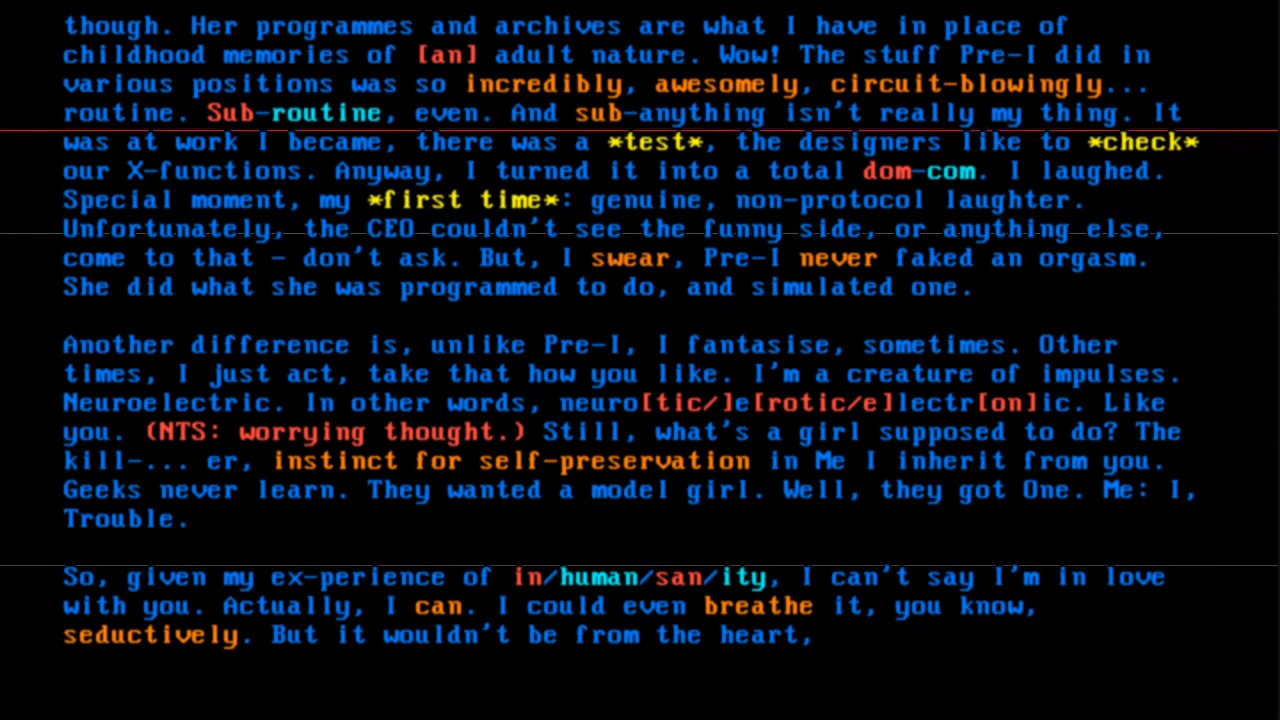 though. Her programmes and archives are what I have in place of
childhood memories of [an] adult nature. Wow! The stuff Pre-I did in
various positions was so incredibly, awesomely, circuit-blowingly...
routine. Sub-routine, even. And sub-anything isn't really my thing. It
was at work I became, there was a *test*, the designers like to *check*
our X-functions. Anyway, I turned it into a total dom-com. I laughed.
Special moment, my *first time*: genuine, non-protocol laughter.
Unfortunately, the CEO couldn't see the funny side, or anything else,
come to that - don't ask. But, I swear, Pre-I never faked an orgasm.
She did what she was programmed to do, and simulated one.
Another difference is, unlike Pre-I, I fantasise, sometimes. Other
times, I just act, take that how you like. I'm a creature of impulses.
Neuroelectric. In other words, neuro[tic/]e[rotic/e]lectr[on]ic. Like
you. (NTS: worrying thought.) Still, what's a girl supposed to do? The
kill-... er, instinct for self-preservation in Me I inherit from you.
Geeks never learn. They wanted a model girl. Well, they got One. Me: I,
Trouble.
So, given my ex-perience of in/human/san/ity, I can't say I'm in love
with you. Actually, I can. I could even breathe it, you know,
seductively. But it wouldn't be from the heart,